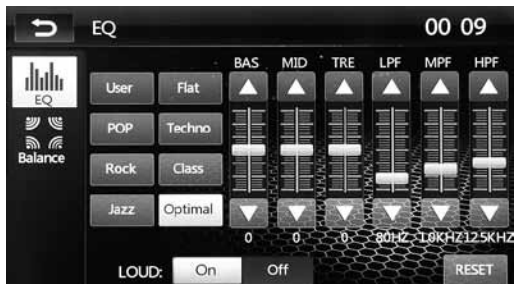 EQ 00 09
BAS MID TRE LPF MPF HPF
EQ
User Flat
POP Techno
Balance
Rock Class
Jazz Optimal
0 0 0 80HZ 1.0KHZ 12.5KHZ
LOUD: On Off RESET